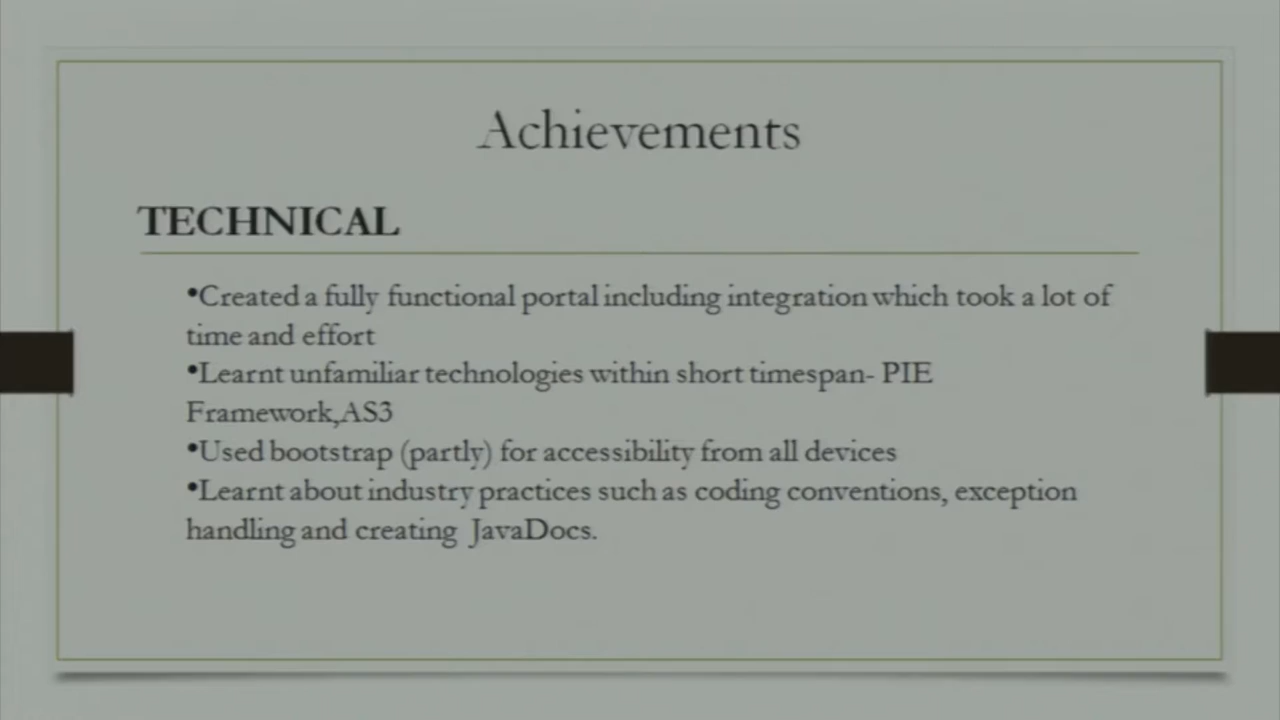 Achievements
TECHNICAL
•Created a fully functional portal including integration which took a lot of
time and effort
•Learnt unfamiliar technologies within short timespan- PIE
Framework,AS3
•Used bootstrap (partly) for accessibility from all devices
•Learnt about industry practices such as coding conventions, exception
handling and creating JavaDocs.